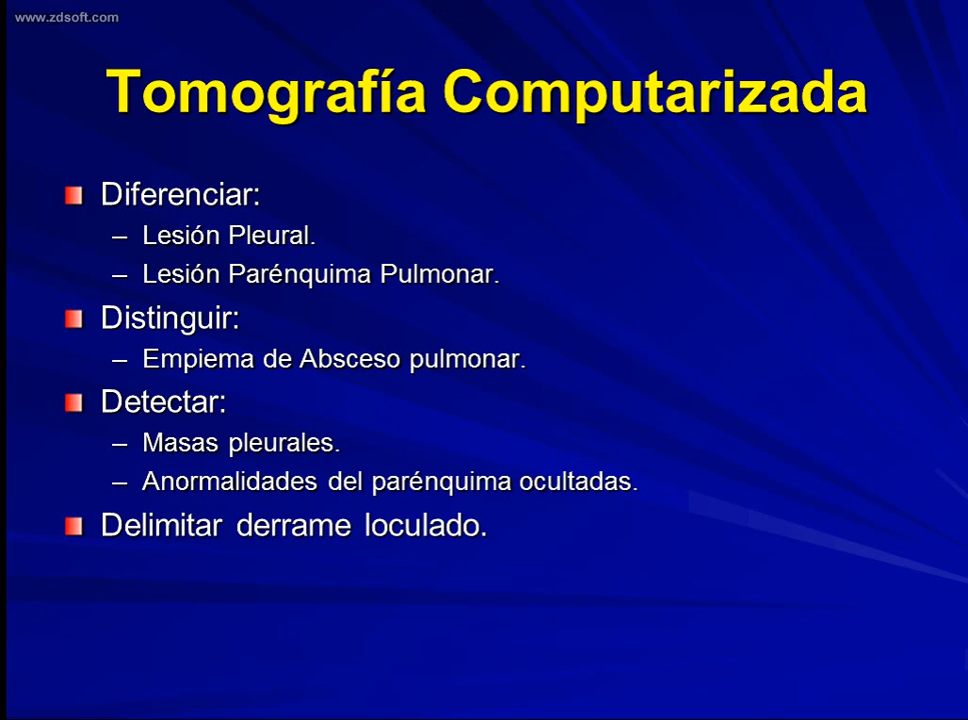 www.zdsoft.com
Tomografía Computarizada
Diferenciar:
– Lesión Pleural.
– Lesión Parénquima Pulmonar.
Distinguir:
– Empiema de Absceso pulmonar.
Detectar:
– Masas pleurales.
– Anormalidades del parénquima ocultadas.
Delimitar derrame loculado.